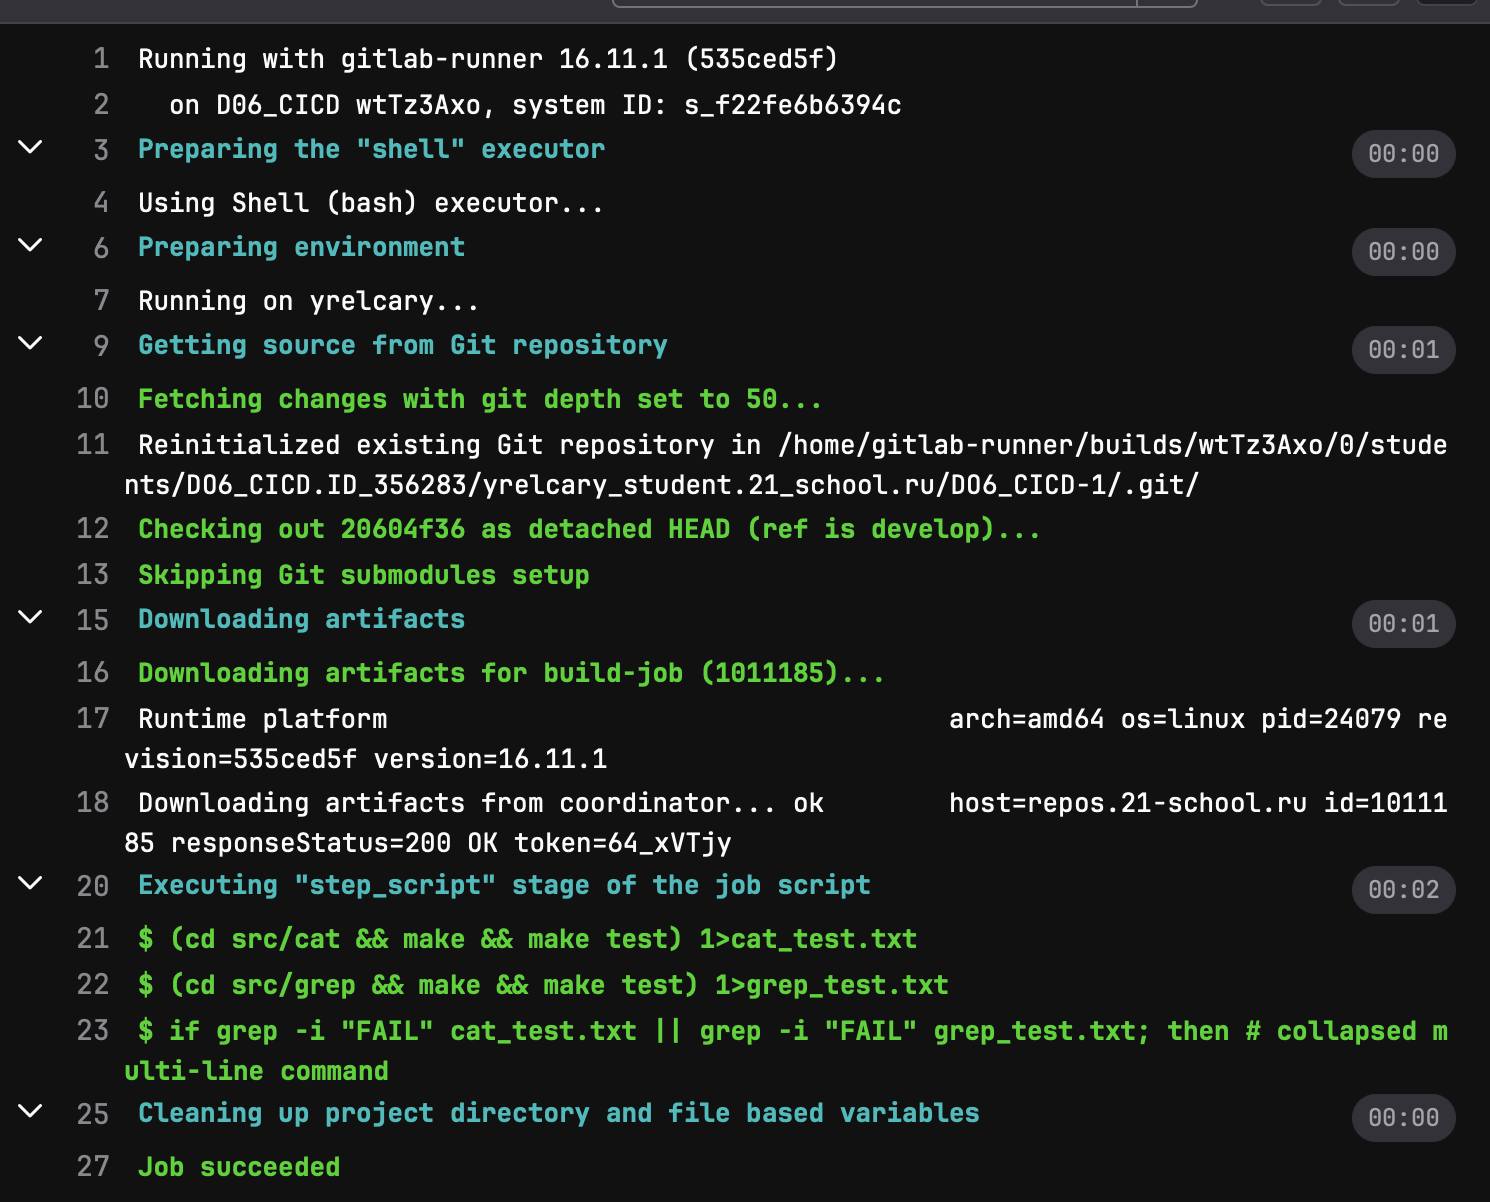 1 Running with gitlab-runner 16.11.1 (535ced5f)
2 on D06_CICD wtTz3Axo, system ID: s_f22fe6b6394c
3 Preparing the "shell" executor 00:00
4 Using Shell (bash) executor...
6 Preparing environment 00:00
7 Running on yrelcary...
9 Getting source from Git repository 00:01
10 Fetching changes with git depth set to 50...
11 Reinitialized existing Git repository in /home/gitlab-runner/builds/wtTz3Axo/0/stude
nts/DO6_CICD.ID_356283/yrelcary_student.21_school.ru/DO6_CICD-1/.git/
12 Checking out 20604f36 as detached HEAD (ref is develop)...
13 Skipping Git submodules setup
15 Downloading artifacts 00:01
16 Downloading artifacts for build-job (1011185)...
17 Runtime platform arch=amd64 os=linux pid=24079 re
vision=535ced5f version=16.11.1
18 Downloading artifacts from coordinator... ok host=repos.21-school.ru id=10111
85 responseStatus=200 OK token=64_xVTjy
20 Executing "step_script" stage of the job script 00:02
21 $ (cd src/cat && make && make test) 1>cat_test.txt
22 $ (cd src/grep && make && make test) 1>grep_test.txt
23 $ if grep -i "FAIL" cat_test.txt || grep -i "FAIL" grep_test.txt; then # collapsed m
ulti-line command
25 Cleaning up project directory and file based variables 00:00
27 Job succeeded